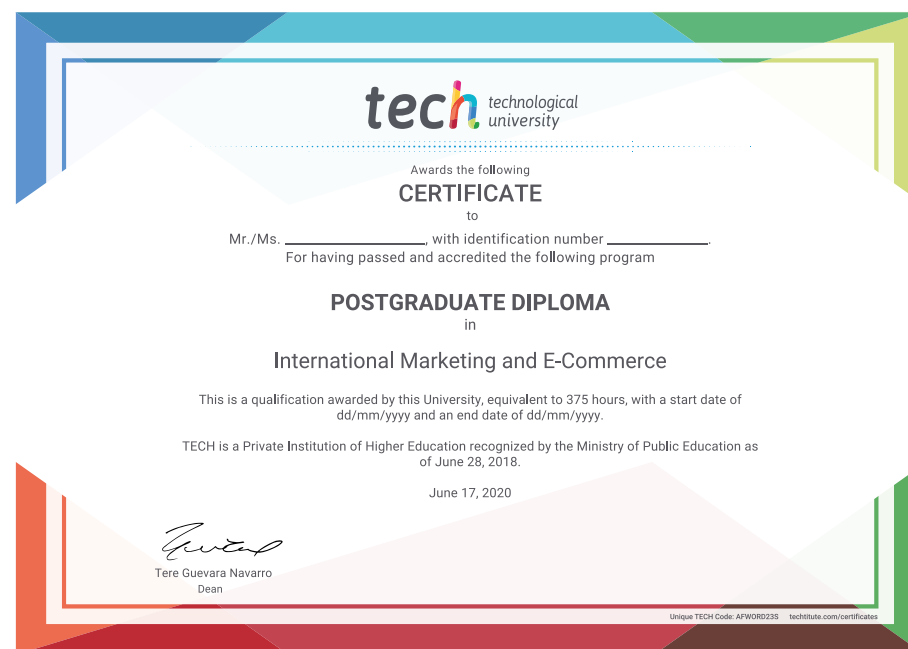 tech technological
university
Awards the following
CERTIFICATE
to
Mr./Ms. ____________, with identification number _________.
For having passed and accredited the following program
POSTGRADUATE DIPLOMA
in
International Marketing and E-Commerce
This is a qualification awarded by this University, equivalent to 375 hours, with a start date of
dd/mm/yyyy and an end date of dd/mm/yyyy.
TECH is a Private Institution of Higher Education recognized by the Ministry of Public Education as
of June 28, 2018.
June 17, 2020
Tere Guevara Navarro
Dean
Unique TECH Code: AFWORD23S techtitute.com/certificates